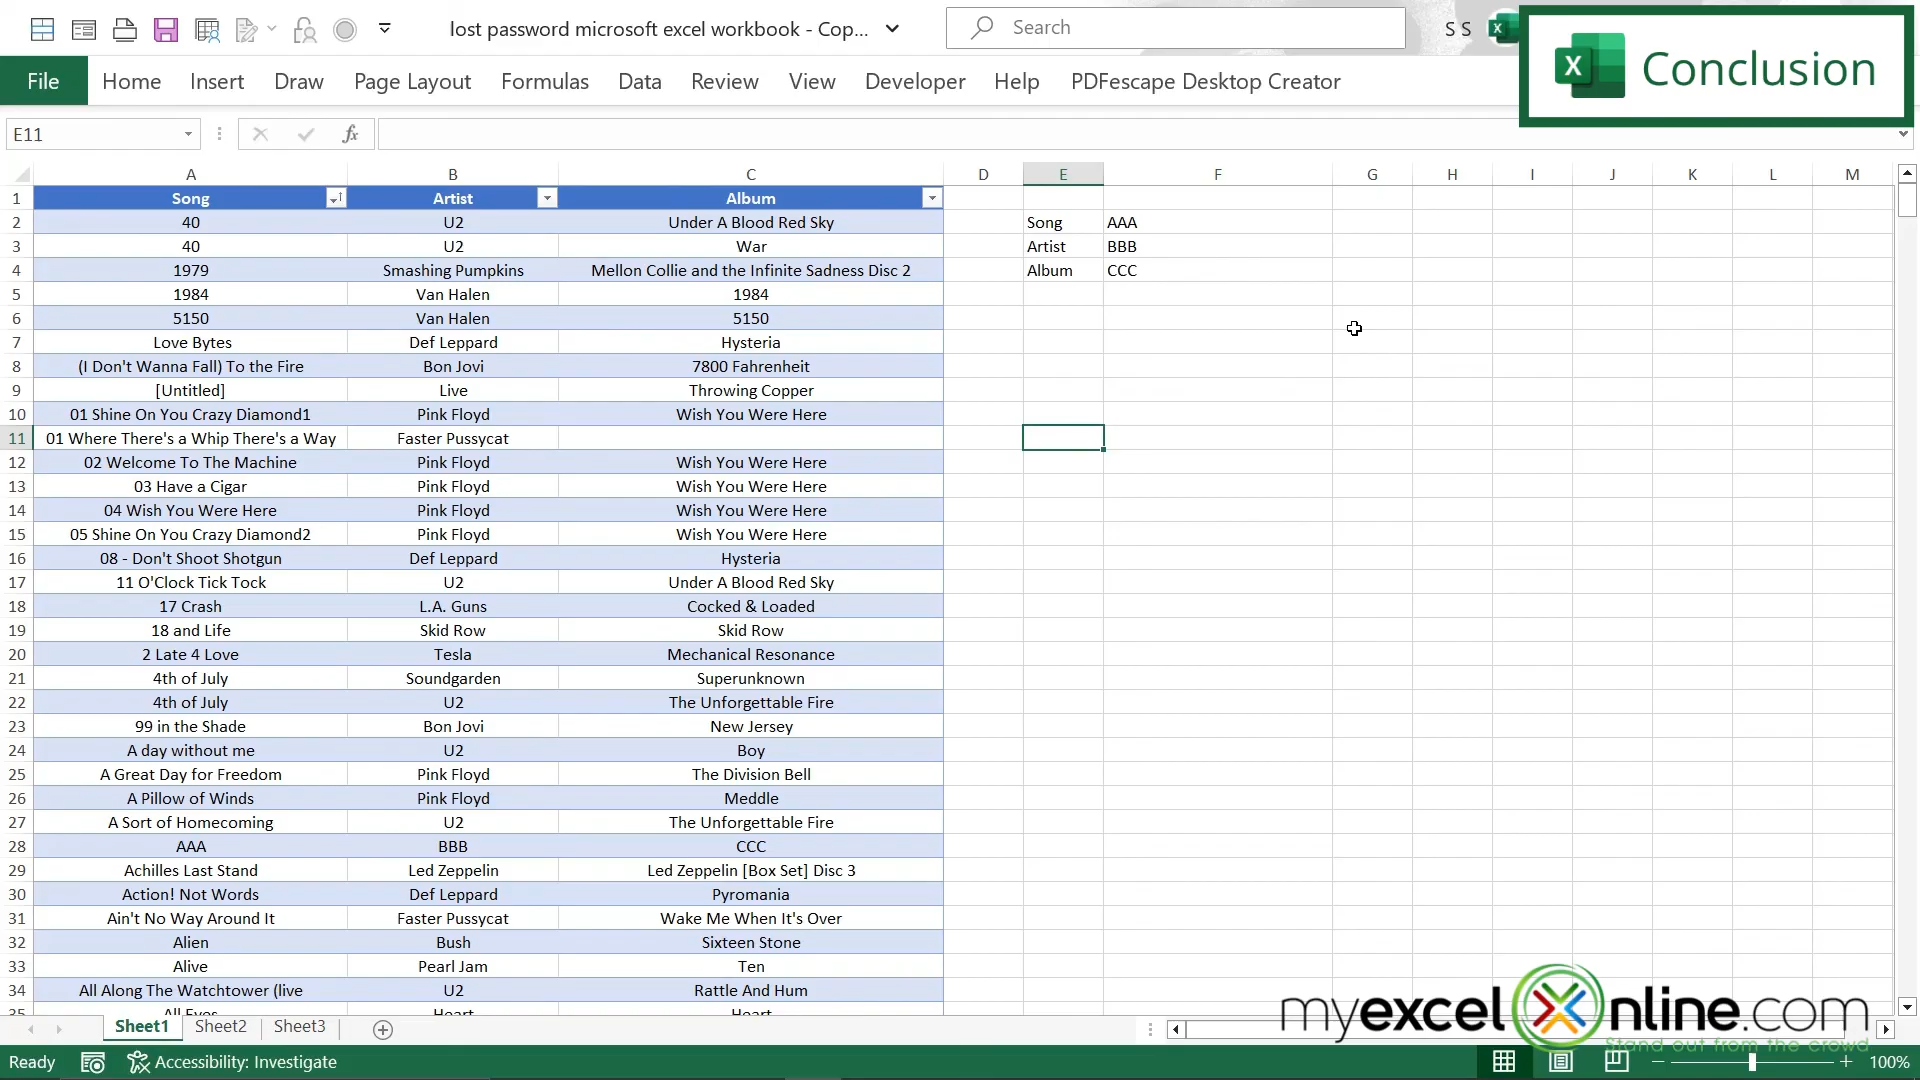 lost password microsoft excel workbook - Cop...
Search
S S
Conclusion
File Home Insert Draw Page Layout Formulas Data Review View Developer Help PDFescape Desktop Creator
E11 fx
A B C D E F G H I J K L M
1 Song Artist Album
2 40 U2 Under A Blood Red Sky Song AAA
3 40 U2 War Artist BBB
4 1979 Smashing Pumpkins Mellon Collie and the Infinite Sadness Disc 2 Album CCC
5 1984 Van Halen 1984
6 5150 Van Halen 5150
7 Love Bytes Def Leppard Hysteria
8 (I Don't Wanna Fall) To the Fire Bon Jovi 7800 Fahrenheit
9 [Untitled] Live Throwing Copper
10 01 Shine On You Crazy Diamond1 Pink Floyd Wish You Were Here
11 01 Where There's a Whip There's a Way Faster Pussycat
12 02 Welcome To The Machine Pink Floyd Wish You Were Here
13 03 Have a Cigar Pink Floyd Wish You Were Here
14 04 Wish You Were Here Pink Floyd Wish You Were Here
15 05 Shine On You Crazy Diamond2 Pink Floyd Wish You Were Here
16 08 - Don't Shoot Shotgun Def Leppard Hysteria
17 11 O'Clock Tick Tock U2 Under A Blood Red Sky
18 17 Crash L.A. Guns Cocked & Loaded
19 18 and Life Skid Row Skid Row
20 2 Late 4 Love Tesla Mechanical Resonance
21 4th of July Soundgarden Superunknown
22 4th of July U2 The Unforgettable Fire
23 99 in the Shade Bon Jovi New Jersey
24 A day without me U2 Boy
25 A Great Day for Freedom Pink Floyd The Division Bell
26 A Pillow of Winds Pink Floyd Meddle
27 A Sort of Homecoming U2 The Unforgettable Fire
28 AAA BBB CCC
29 Achilles Last Stand Led Zeppelin Led Zeppelin [Box Set] Disc 3
30 Action! Not Words Def Leppard Pyromania
31 Ain't No Way Around It Faster Pussycat Wake Me When It's Over
32 Alien Bush Sixteen Stone
33 Alive Pearl Jam Ten
34 All Along The Watchtower (live U2 Rattle And Hum
35 All Eyes Heart Heart
Sheet1 Sheet2 Sheet3
myexcelonline.com
Stand out from the crowd
Ready Accessibility: Investigate 100%